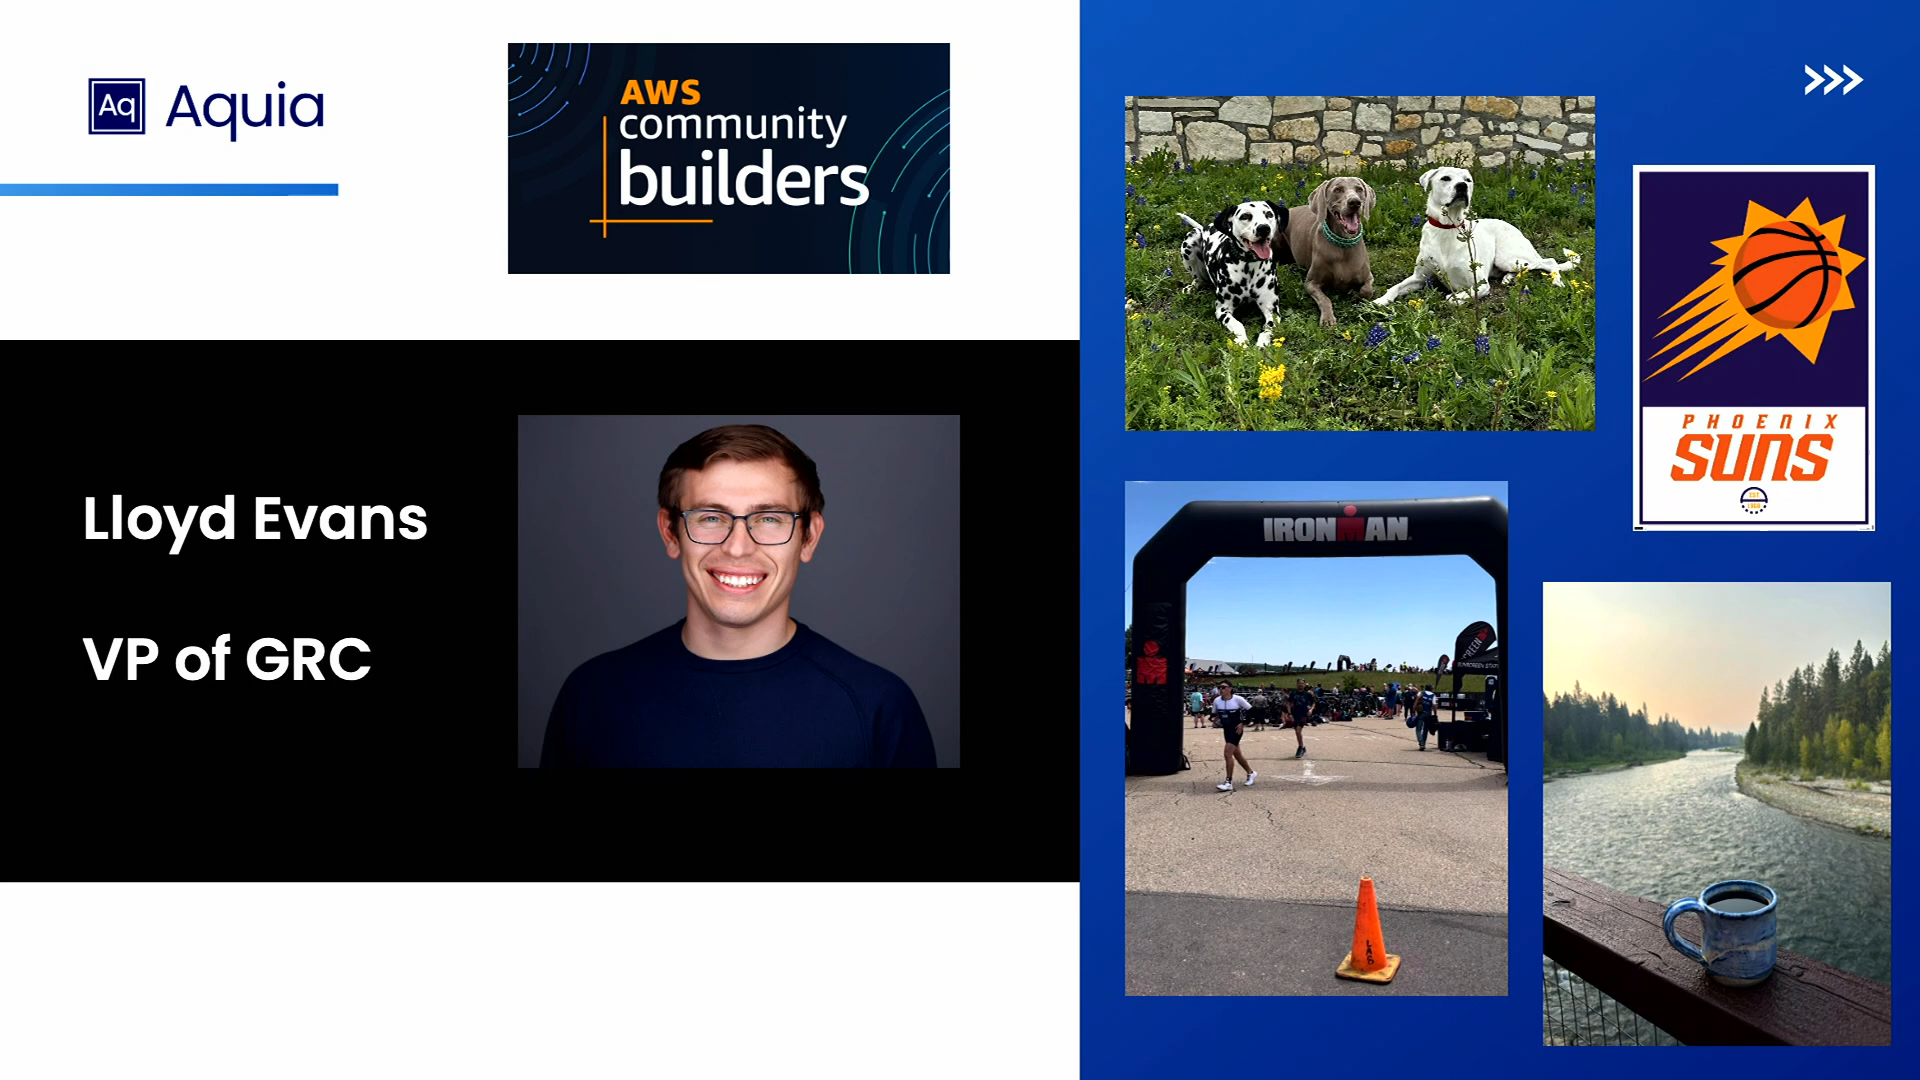 Aq Aquia
AWS
community
builders
Lloyd Evans
VP of GRC
PHOENIX
SUNS
IRONMAN